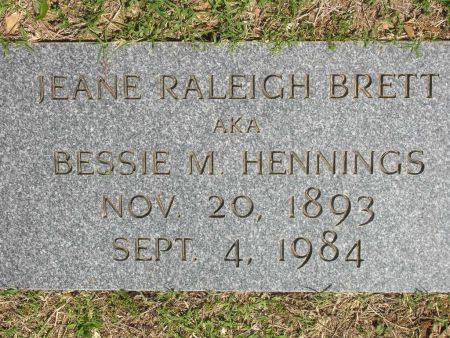 JEANE RALEIGH BRETT
AKA
BESSIE M. HENNINGS
NOV. 20, 1893
SEPT. 4, 1984